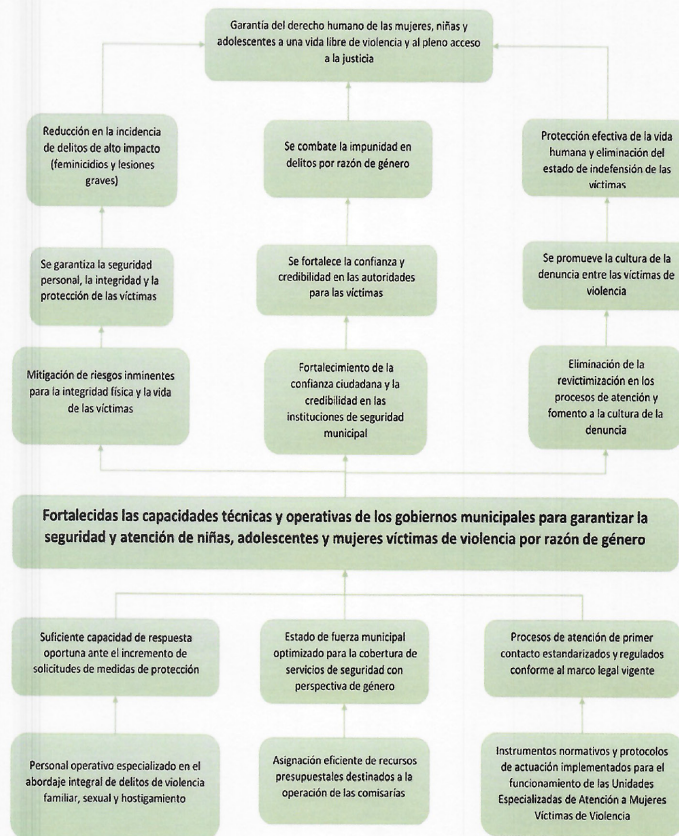 Garantía del derecho humano de las mujeres, niñas y
adolescentes a una vida libre de violencia y al pleno acceso
a la justicia
Reducción en la incidencia
de delitos de alto impacto
(feminicidios y lesiones
graves)
Se combate la impunidad en
delitos por razón de género
Protección efectiva de la vida
humana y eliminación del
estado de indefensión de las
víctimas
Se garantiza la seguridad
personal, la integridad y la
protección de las víctimas
Se fortalece la confianza y
credibilidad en las autoridades
para las víctimas
Se promueve la cultura de la
denuncia entre las víctimas de
violencia
Mitigación de riesgos inminentes
para la integridad física y la vida
de las víctimas
Fortalecimiento de la
confianza ciudadana y la
credibilidad en las
instituciones de seguridad
municipal
Eliminación de la
revictimización en los
procesos de atención y
fomento a la cultura de la
denuncia
Fortalecidas las capacidades técnicas y operativas de los gobiernos municipales para garantizar la
seguridad y atención de niñas, adolescentes y mujeres víctimas de violencia por razón de género
Suficiente capacidad de respuesta
oportuna ante el incremento de
solicitudes de medidas de protección
Estado de fuerza municipal
optimizado para la cobertura de
servicios de seguridad con
perspectiva de género
Procesos de atención de primer
contacto estandarizados y regulados
conforme al marco legal vigente
Personal operativo especializado en el
abordaje integral de delitos de violencia
familiar, sexual y hostigamiento
Asignación eficiente de recursos
presupuestales destinados a la
operación de las comisarías
Instrumentos normativos y protocolos
de actuación implementados para el
funcionamiento de las Unidades
Especializadas de Atención a Mujeres
Víctimas de Violencia